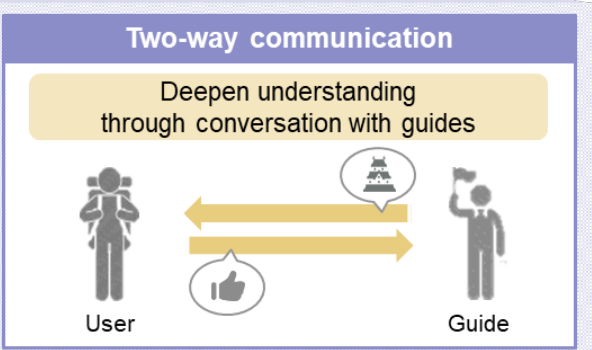 Two-way communication
Deepen understanding
through conversation with guides
User
Guide